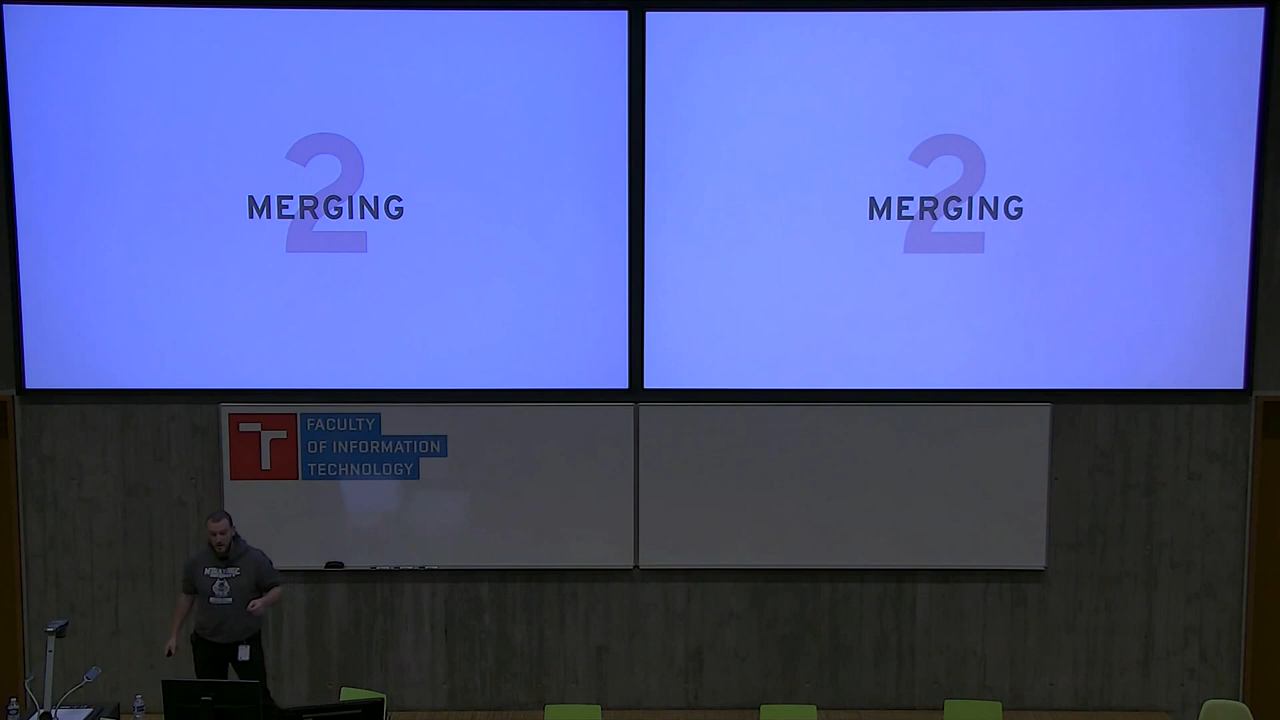 2
MERGING
2
MERGING
T
FACULTY
OF INFORMATION
TECHNOLOGY